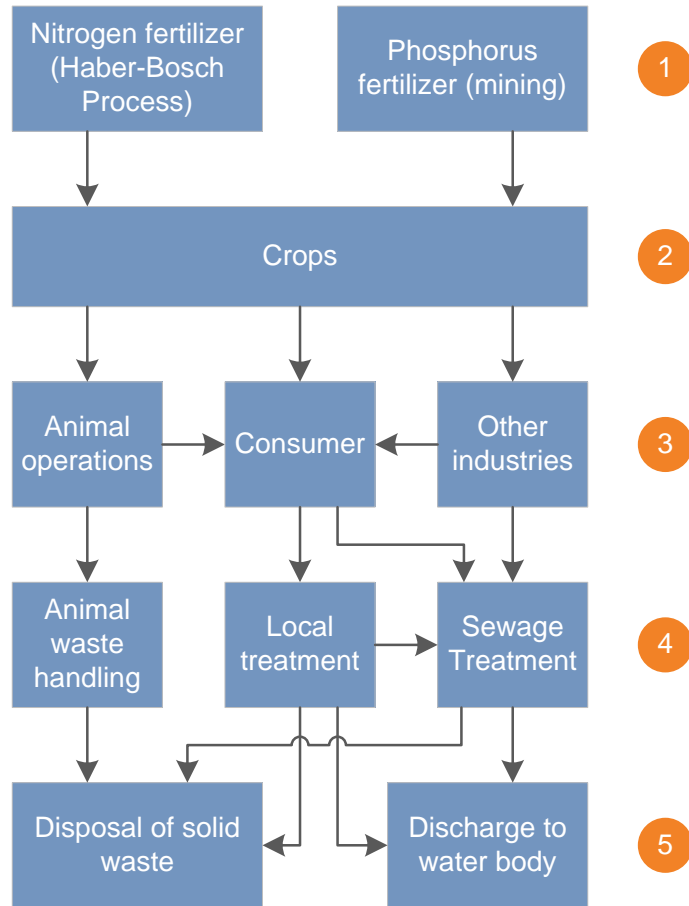 Nitrogen fertilizer
(Haber-Bosch
Process)
Phosphorus
fertilizer (mining)
1
Crops
2
Animal
operations
Consumer
Other
industries
3
Animal
waste
handling
Local
treatment
Sewage
Treatment
4
Disposal of solid
waste
Discharge to
water body
5